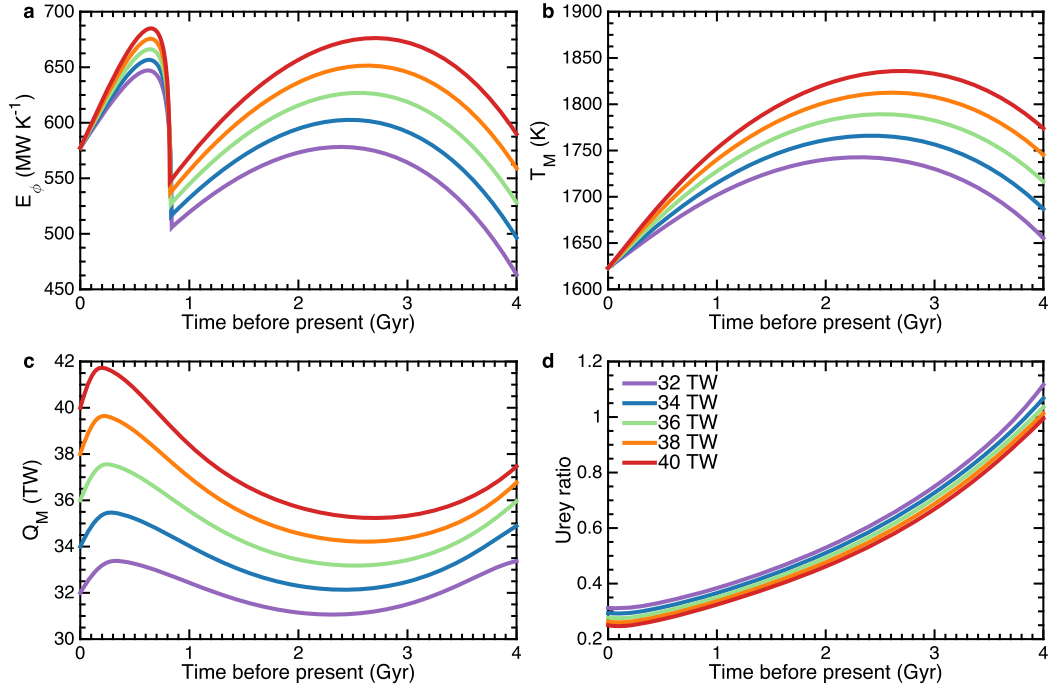 a
700
650
600
550
500
450
E_ϕ (MW K⁻¹)
0 1 2 3 4
Time before present (Gyr)
b
1900
1850
1800
1750
1700
1650
1600
T_M (K)
0 1 2 3 4
Time before present (Gyr)
c
42
40
38
36
34
32
30
Q_M (TW)
0 1 2 3 4
Time before present (Gyr)
d
1.2
1
0.8
0.6
0.4
0.2
Urey ratio
32 TW
34 TW
36 TW
38 TW
40 TW
0 1 2 3 4
Time before present (Gyr)